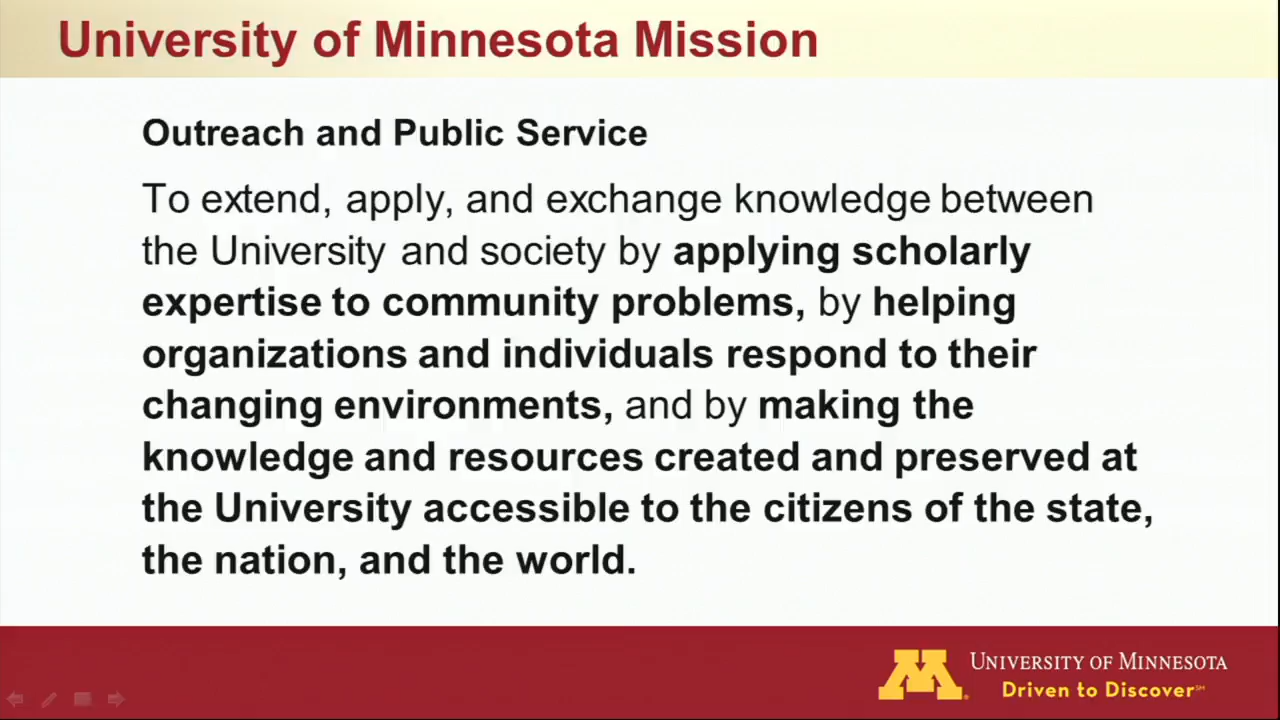 University of Minnesota Mission
Outreach and Public Service
To extend, apply, and exchange knowledge between
the University and society by applying scholarly
expertise to community problems, by helping
organizations and individuals respond to their
changing environments, and by making the
knowledge and resources created and preserved at
the University accessible to the citizens of the state,
the nation, and the world.
M®
UNIVERSITY OF MINNESOTA
Driven to Discover℠